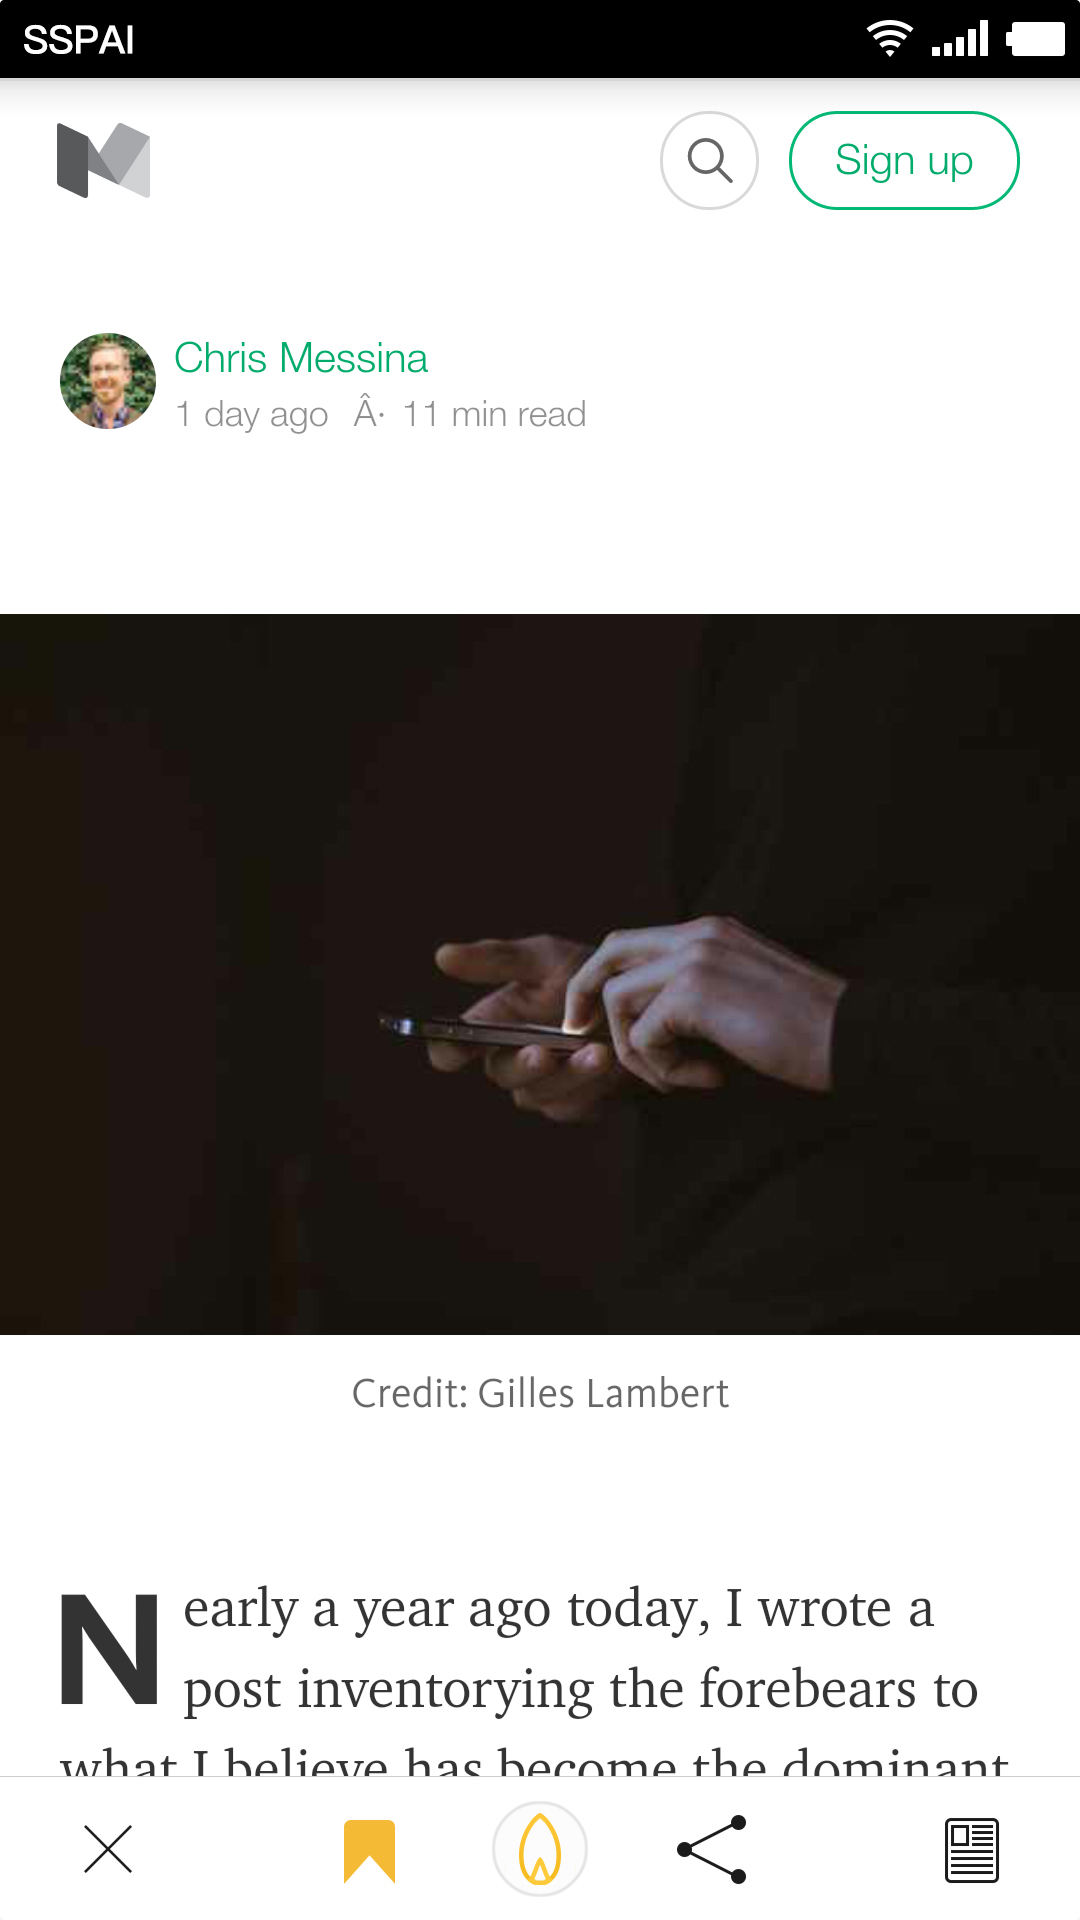 SSPAI
Sign up
Chris Messina
1 day ago Â· 11 min read
Credit: Gilles Lambert
Nearly a year ago today, I wrote a
post inventorying the forebears to
what I believe has become the dominant